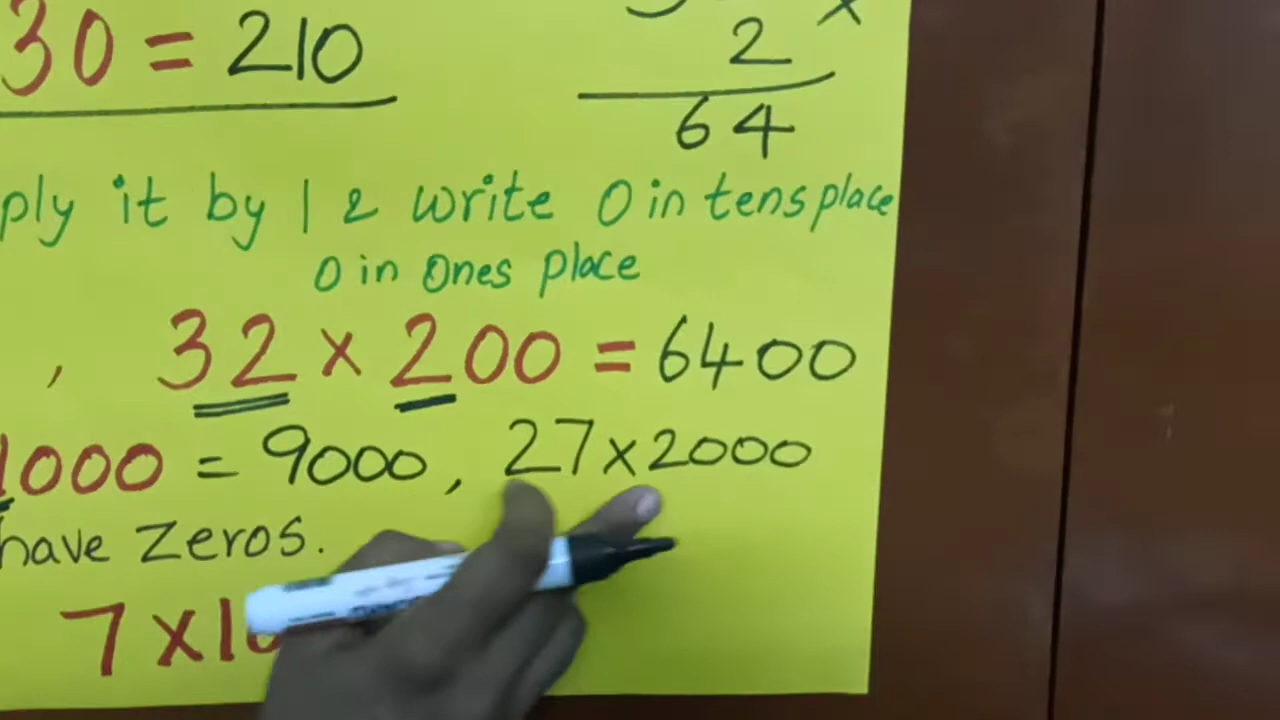 30 = 210
2
64
ply it by 1 & write 0 in tens place
0 in Ones place
, 32 × 200 = 6400
1000 = 9000, 27×2000
have zeros.
7 × 10